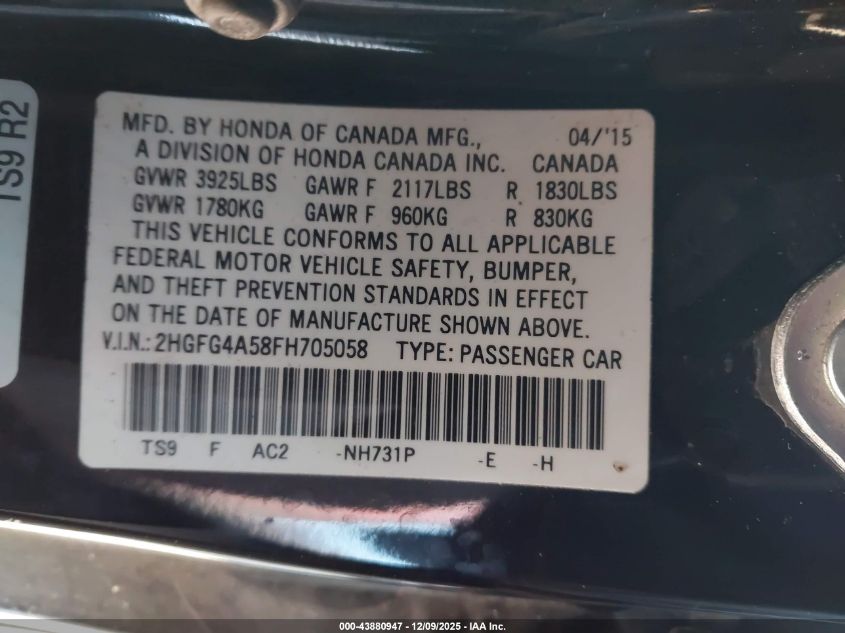 TS9 R2
MFD. BY HONDA OF CANADA MFG., 04/'15
A DIVISION OF HONDA CANADA INC. CANADA
GVWR 3925LBS GAWR F 2117LBS R 1830LBS
GVWR 1780KG GAWR F 960KG R 830KG
THIS VEHICLE CONFORMS TO ALL APPLICABLE
FEDERAL MOTOR VEHICLE SAFETY, BUMPER,
AND THEFT PREVENTION STANDARDS IN EFFECT
ON THE DATE OF MANUFACTURE SHOWN ABOVE.
V.I.N.: 2HGFG4A58FH705058 TYPE: PASSENGER CAR
TS9 F AC2 -NH731P -E -H
000-43880947 - 12/09/2025 - IAA Inc.